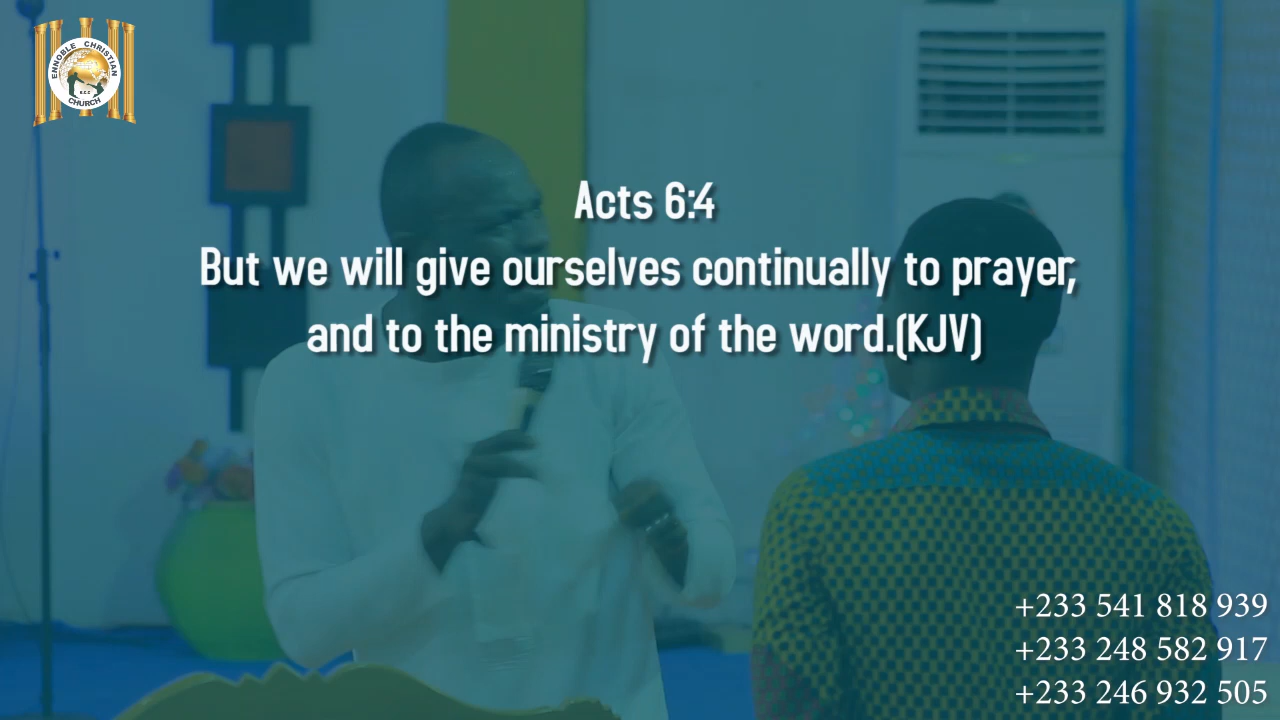 ENNOBLE CHRISTIAN
E.C.C
CHURCH
Acts 6:4
But we will give ourselves continually to prayer,
and to the ministry of the word.(KJV)
+233 541 818 939
+233 248 582 917
+233 246 932 505